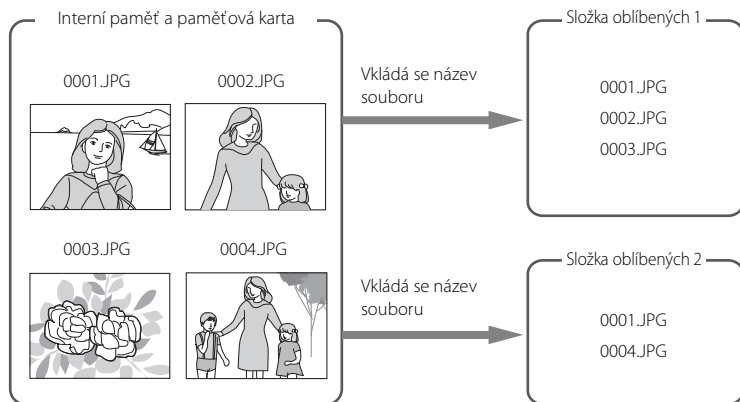 Interní paměť a paměťová karta
0001.JPG
0002.JPG
0003.JPG
0004.JPG
Vkládá se název
souboru
Složka oblíbených 1
0001.JPG
0002.JPG
0003.JPG
Vkládá se název
souboru
Složka oblíbených 2
0001.JPG
0004.JPG